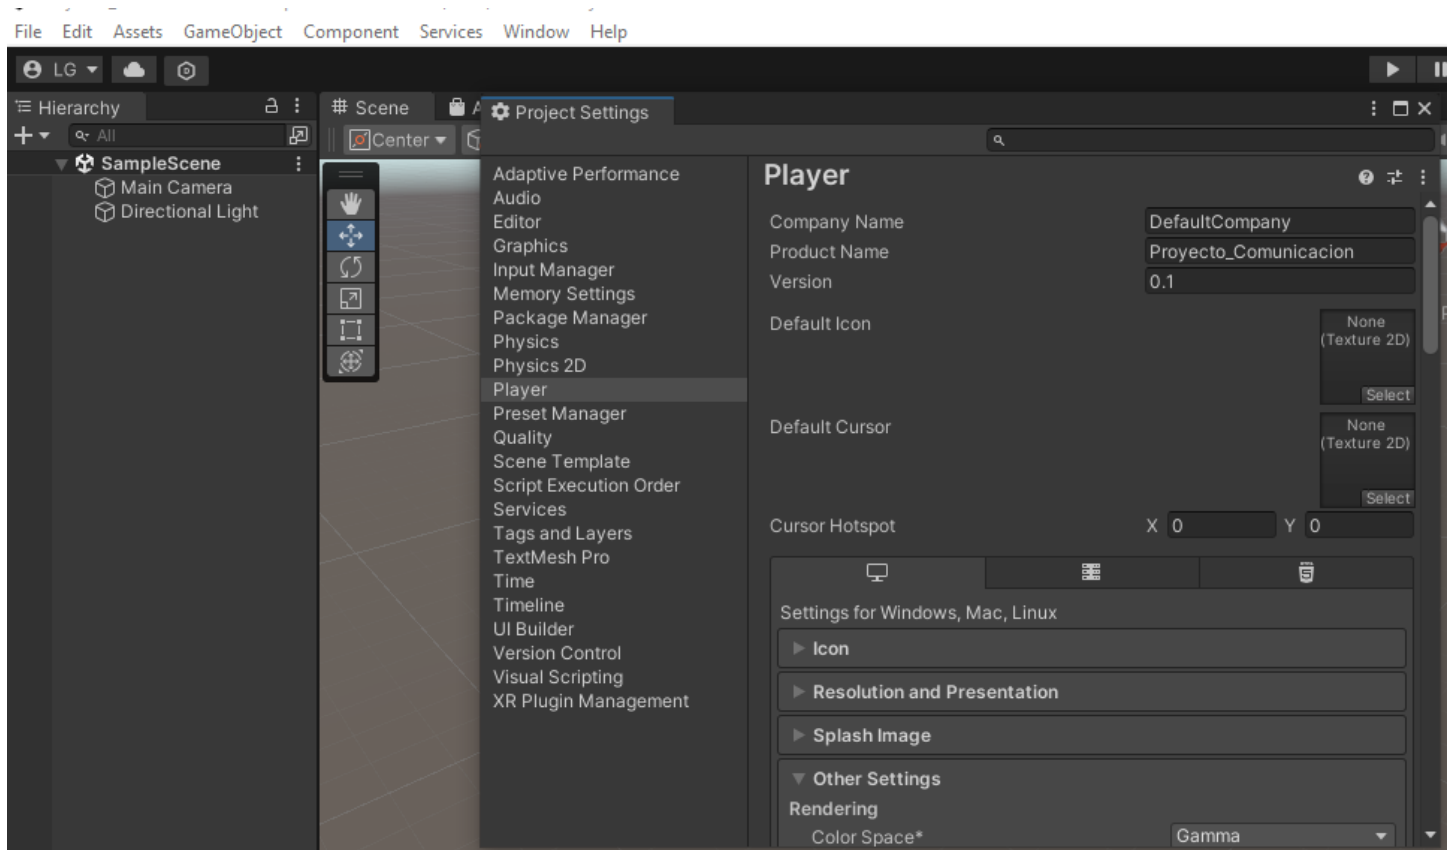 File Edit Assets GameObject Component Services Window Help
LG
Hierarchy
All
SampleScene
Main Camera
Directional Light
Scene
Center
Project Settings
Adaptive Performance
Audio
Editor
Graphics
Input Manager
Memory Settings
Package Manager
Physics
Physics 2D
Player
Preset Manager
Quality
Scene Template
Script Execution Order
Services
Tags and Layers
TextMesh Pro
Time
Timeline
UI Builder
Version Control
Visual Scripting
XR Plugin Management
Player
Company Name DefaultCompany
Product Name Proyecto_Comunicacion
Version 0.1
Default Icon
None
(Texture 2D)
Select
Default Cursor
None
(Texture 2D)
Select
Cursor Hotspot X 0 Y 0
Settings for Windows, Mac, Linux
Icon
Resolution and Presentation
Splash Image
Other Settings
Rendering
Color Space* Gamma